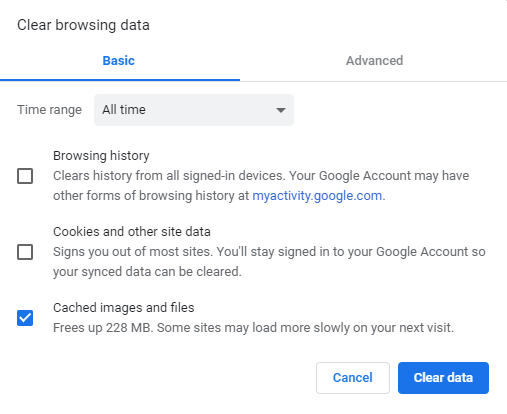 Clear browsing data
Basic
Advanced
Time range
All time
Browsing history
Clears history from all signed-in devices. Your Google Account may have
other forms of browsing history at myactivity.google.com.
Cookies and other site data
Signs you out of most sites. You'll stay signed in to your Google Account so
your synced data can be cleared.
Cached images and files
Frees up 228 MB. Some sites may load more slowly on your next visit.
Cancel
Clear data